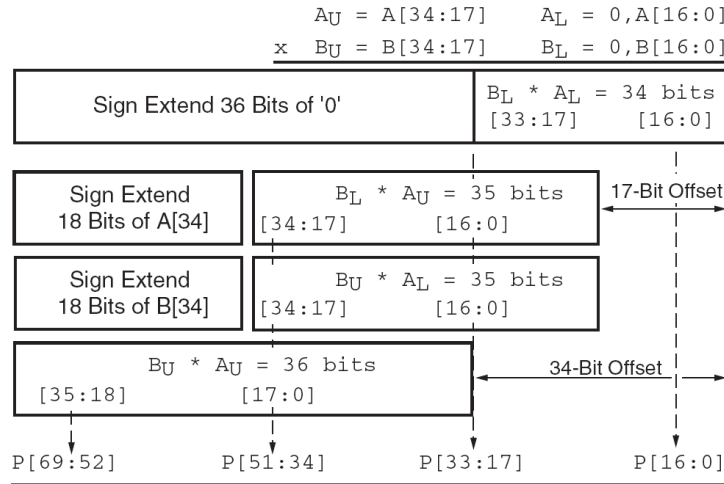 AU = A[34:17] AL = 0,A[16:0]
x BU = B[34:17] BL = 0,B[16:0]
Sign Extend 36 Bits of '0'
BL * AL = 34 bits
[33:17] [16:0]
Sign Extend
18 Bits of A[34]
BL * AU = 35 bits
[34:17] [16:0]
17-Bit Offset
Sign Extend
18 Bits of B[34]
BU * AL = 35 bits
[34:17] [16:0]
BU * AU = 36 bits
[35:18] [17:0]
34-Bit Offset
P[69:52] P[51:34] P[33:17] P[16:0]